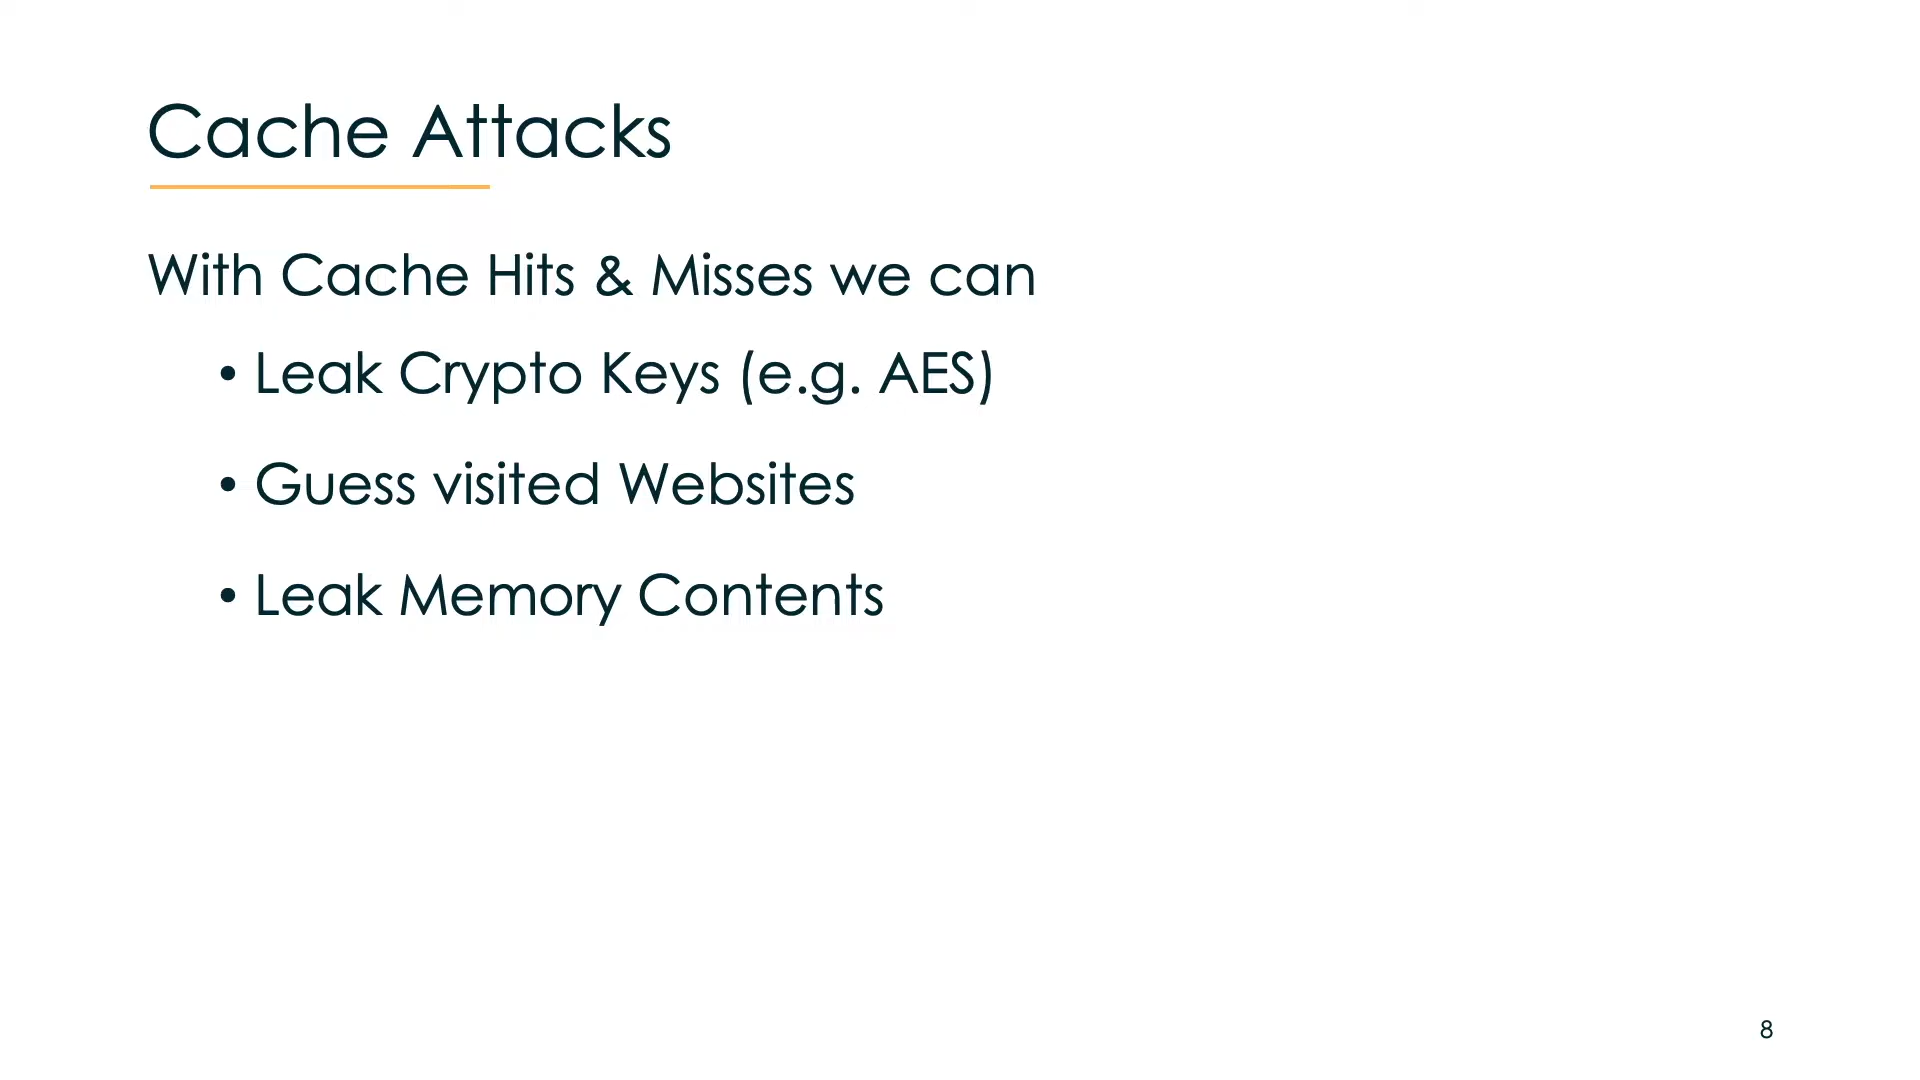 Cache Attacks
With Cache Hits & Misses we can
• Leak Crypto Keys (e.g. AES)
• Guess visited Websites
• Leak Memory Contents
8